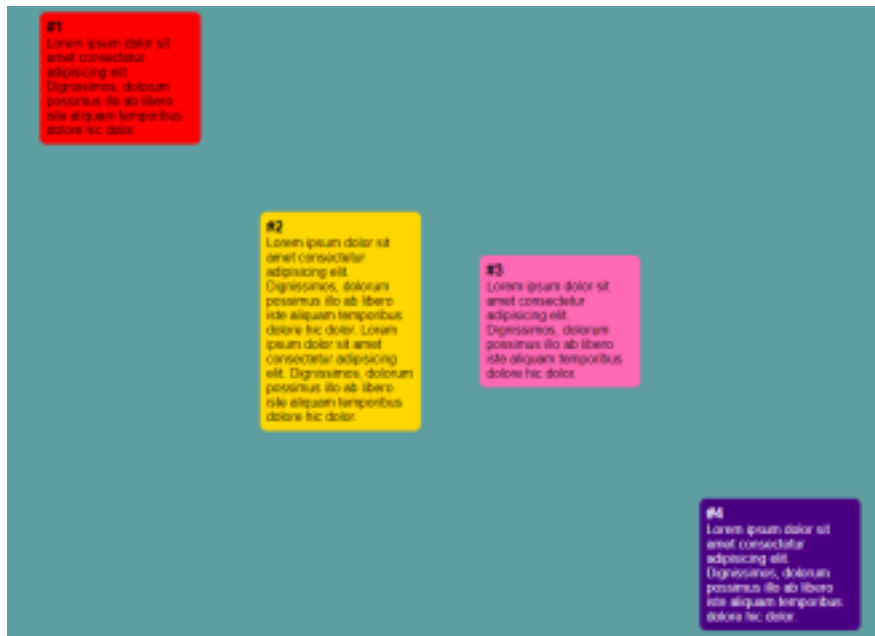 #1
Lorem ipsum dolor sit
amet consectetur
adipisicing elit.
Dignissimos, dolorum
possimus illo ab libero
iste aliquam temporibus
dolore hic dolor.
#2
Lorem ipsum dolor sit
amet consectetur
adipisicing elit.
Dignissimos, dolorum
possimus illo ab libero
iste aliquam temporibus
dolore hic dolor. Lorem
ipsum dolor sit amet
consectetur adipisicing
elit. Dignissimos, dolorum
possimus illo ab libero
iste aliquam temporibus
dolore hic dolor.
#3
Lorem ipsum dolor sit
amet consectetur
adipisicing elit.
Dignissimos, dolorum
possimus illo ab libero
iste aliquam temporibus
dolore hic dolor.
#4
Lorem ipsum dolor sit
amet consectetur
adipisicing elit.
Dignissimos, dolorum
possimus illo ab libero
iste aliquam temporibus
dolore hic dolor.